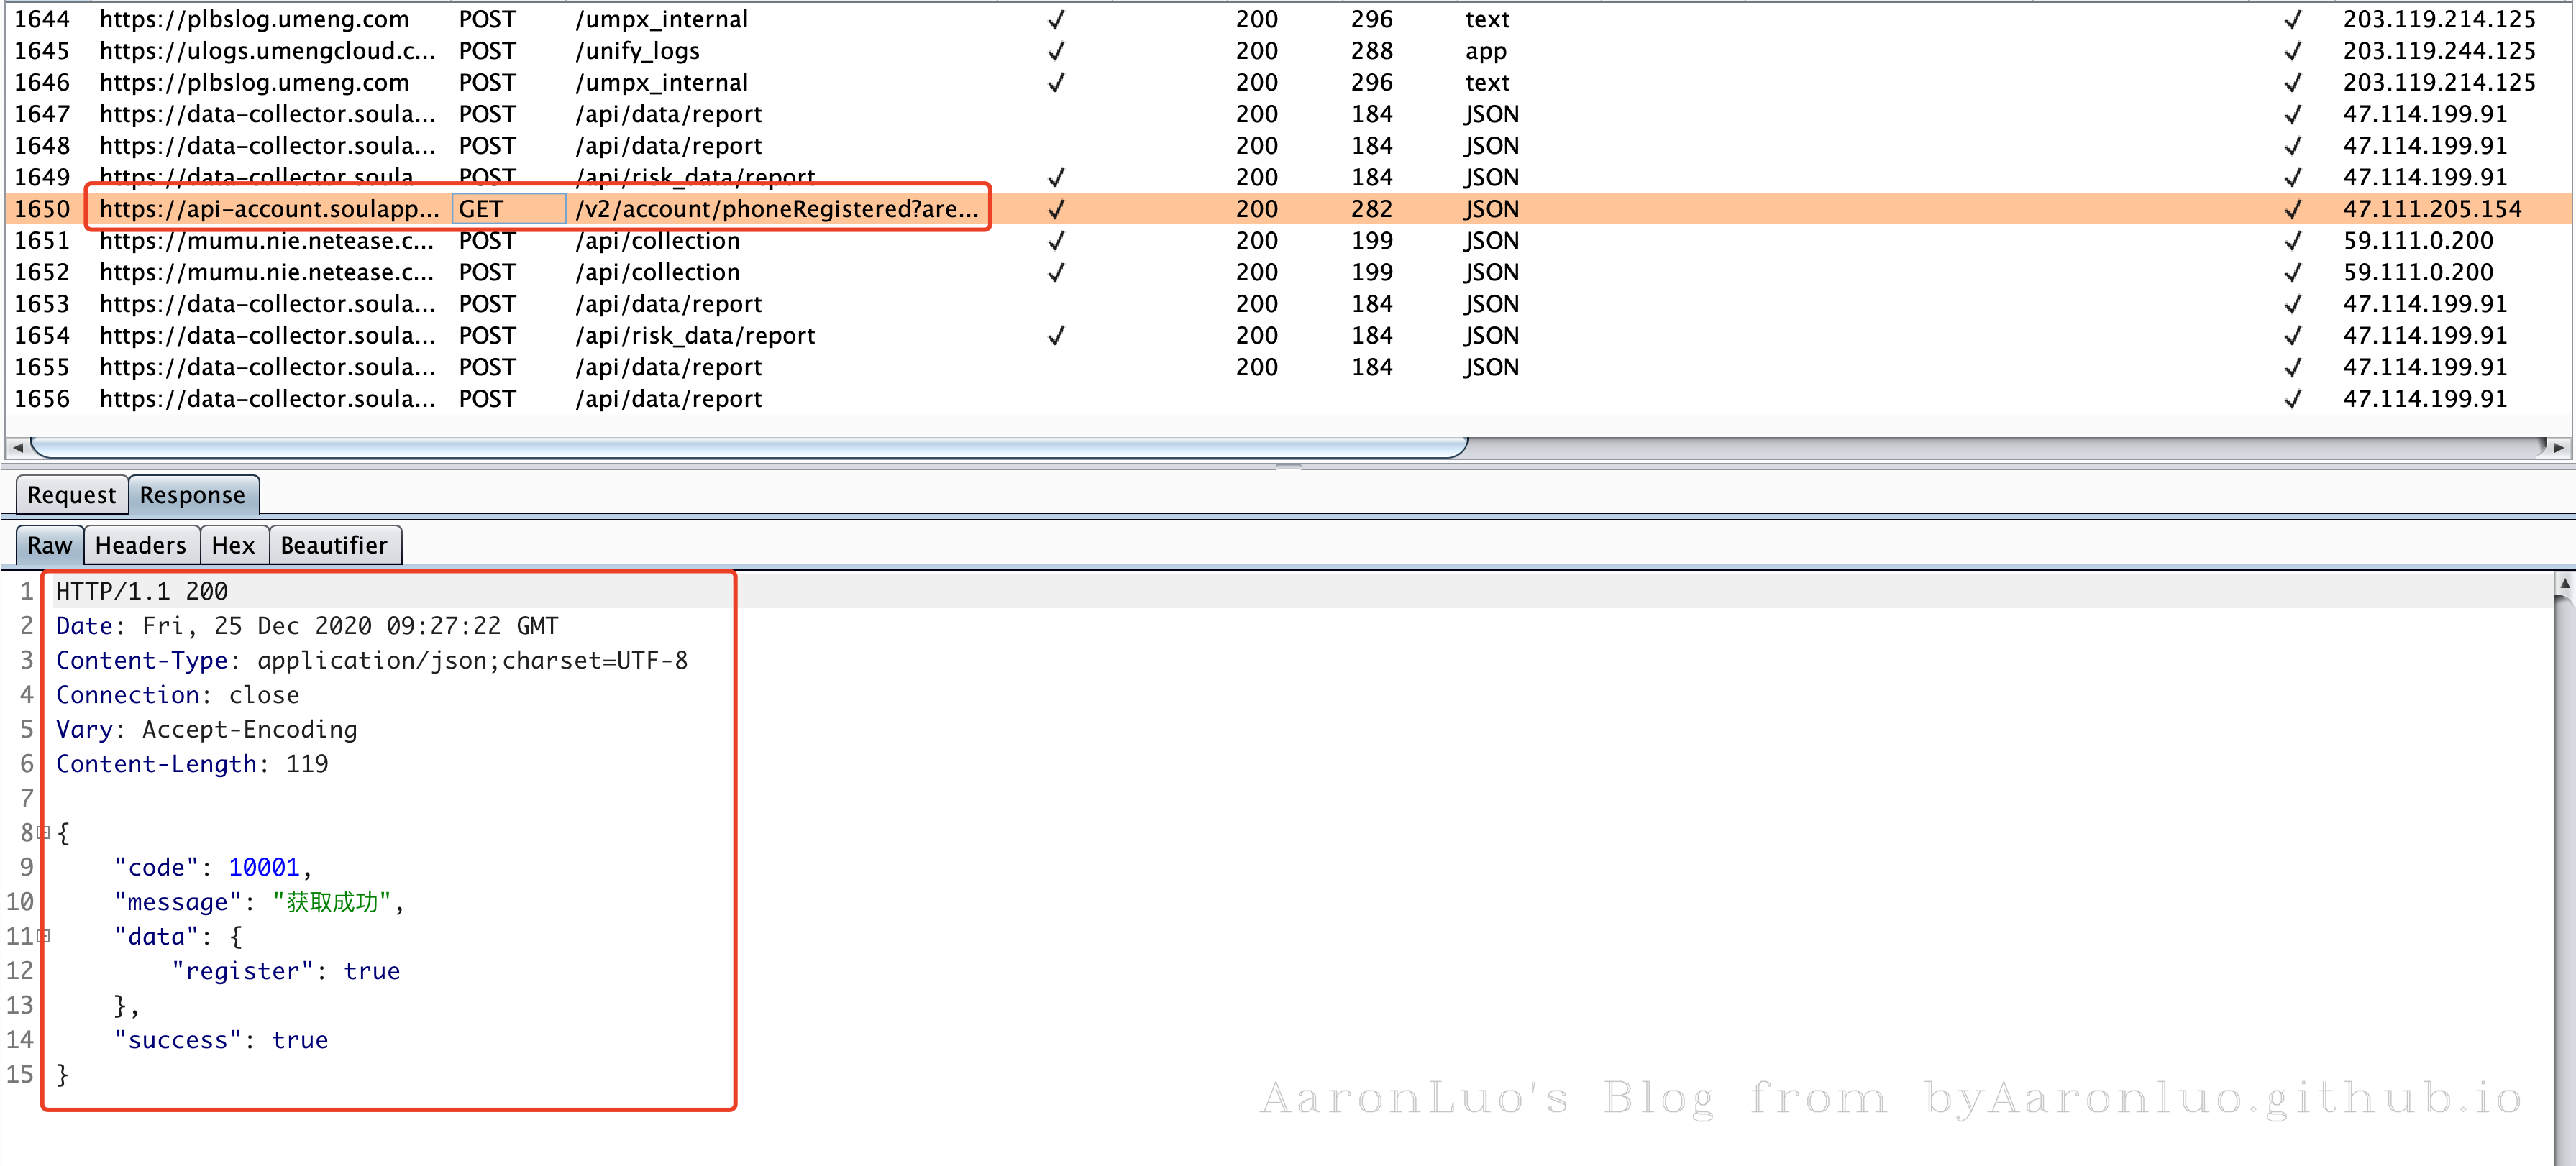 1644 https://plbslog.umeng.com POST /umpx_internal ✓ 200 296 text ✓ 203.119.214.125
1645 https://ulogs.umengcloud.c... POST /unify_logs ✓ 200 288 app ✓ 203.119.244.125
1646 https://plbslog.umeng.com POST /umpx_internal ✓ 200 296 text ✓ 203.119.214.125
1647 https://data-collector.soula... POST /api/data/report 200 184 JSON ✓ 47.114.199.91
1648 https://data-collector.soula... POST /api/data/report 200 184 JSON ✓ 47.114.199.91
1649 https://data-collector.soula... POST /api/risk_data/report ✓ 200 184 JSON ✓ 47.114.199.91
1650 https://api-account.soulapp... GET /v2/account/phoneRegistered?are... ✓ 200 282 JSON ✓ 47.111.205.154
1651 https://mumu.nie.netease.c... POST /api/collection ✓ 200 199 JSON ✓ 59.111.0.200
1652 https://mumu.nie.netease.c... POST /api/collection ✓ 200 199 JSON ✓ 59.111.0.200
1653 https://data-collector.soula... POST /api/data/report 200 184 JSON ✓ 47.114.199.91
1654 https://data-collector.soula... POST /api/risk_data/report ✓ 200 184 JSON ✓ 47.114.199.91
1655 https://data-collector.soula... POST /api/data/report 200 184 JSON ✓ 47.114.199.91
1656 https://data-collector.soula... POST /api/data/report ✓ 47.114.199.91
Request Response
Raw Headers Hex Beautifier
1 HTTP/1.1 200
2 Date: Fri, 25 Dec 2020 09:27:22 GMT
3 Content-Type: application/json;charset=UTF-8
4 Connection: close
5 Vary: Accept-Encoding
6 Content-Length: 119
7
8 {
9 "code": 10001,
10 "message": "获取成功",
11 "data": {
12 "register": true
13 },
14 "success": true
15 }
AaronLuo's Blog from byAaronluo.github.io